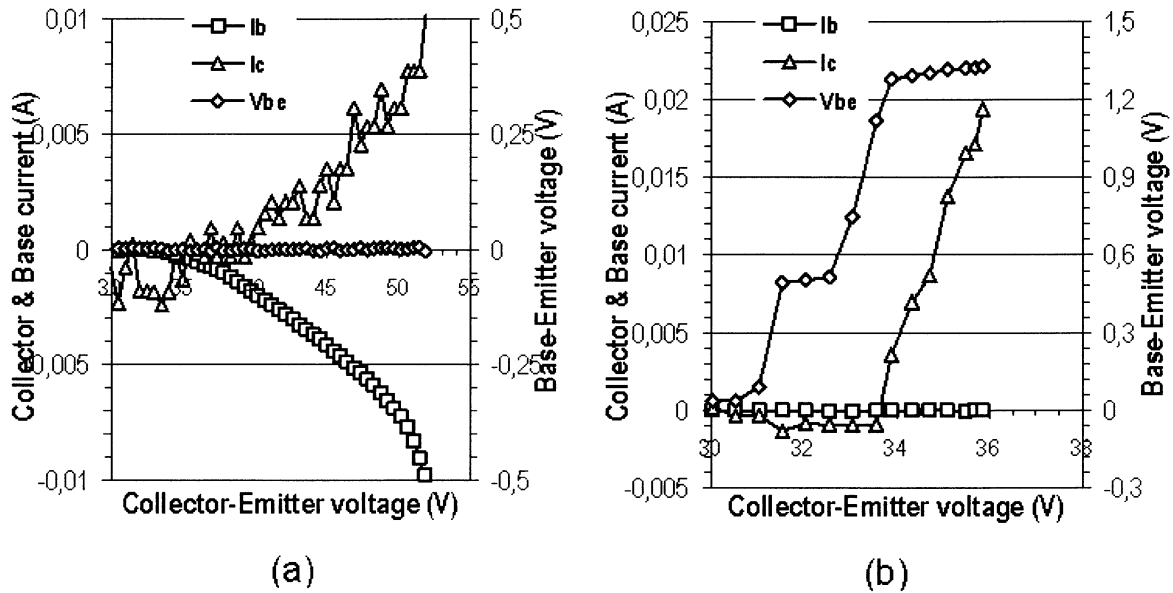 Collector & Base current (A)
0,01
0,005
0
-0,005
-0,01
Ib
Ic
Vbe
35
40
45
50
55
0,5
0,25
0
-0,25
-0,5
Base-Emitter voltage (V)
Collector-Emitter voltage (V)
(a)
Collector & Base current (A)
0,025
0,02
0,015
0,01
0,005
0
-0,005
Ib
Ic
Vbe
30
32
34
36
38
1,5
1,2
0,9
0,6
0,3
0
-0,3
Base-Emitter voltage (V)
Collector-Emitter voltage (V)
(b)